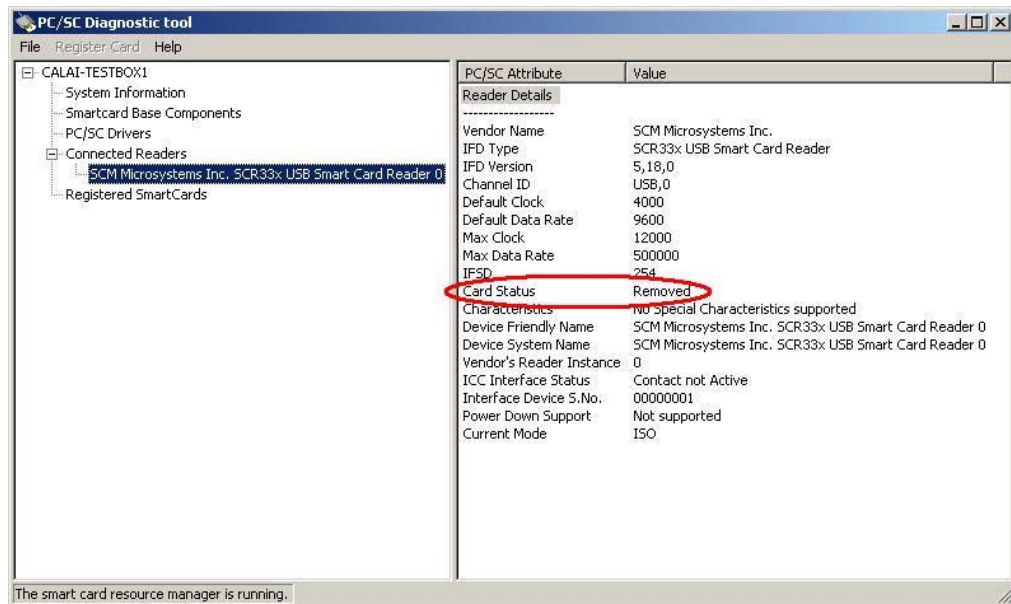 PC/SC Diagnostic tool
File Register Card Help
CALAI-TESTBOX1
System Information
Smartcard Base Components
PC/SC Drivers
Connected Readers
SCM Microsystems Inc. SCR33x USB Smart Card Reader 0
Registered SmartCards
PC/SC Attribute Value
Reader Details
------------------
Vendor Name SCM Microsystems Inc.
IFD Type SCR33x USB Smart Card Reader
IFD Version 5,18,0
Channel ID USB,0
Default Clock 4000
Default Data Rate 9600
Max Clock 12000
Max Data Rate 500000
IFSD 254
Card Status Removed
Characteristics No Special Characteristics supported
Device Friendly Name SCM Microsystems Inc. SCR33x USB Smart Card Reader 0
Device System Name SCM Microsystems Inc. SCR33x USB Smart Card Reader 0
Vendor's Reader Instance 0
ICC Interface Status Contact not Active
Interface Device S.No. 00000001
Power Down Support Not supported
Current Mode ISO
The smart card resource manager is running.